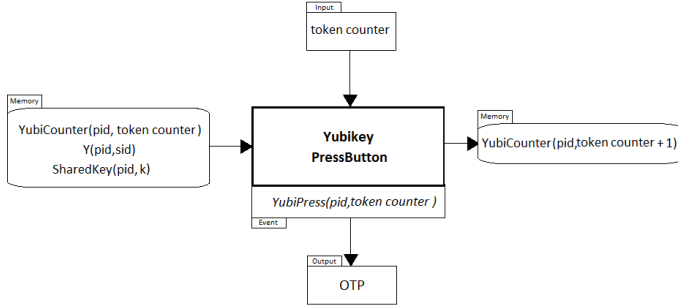 Input
token counter
Memory
YubiCounter(pid, token counter)
Y(pid,sid)
SharedKey(pid, k)
Yubikey
PressButton
Memory
YubiCounter(pid,token counter + 1)
YubiPress(pid,token counter )
Event
Output
OTP